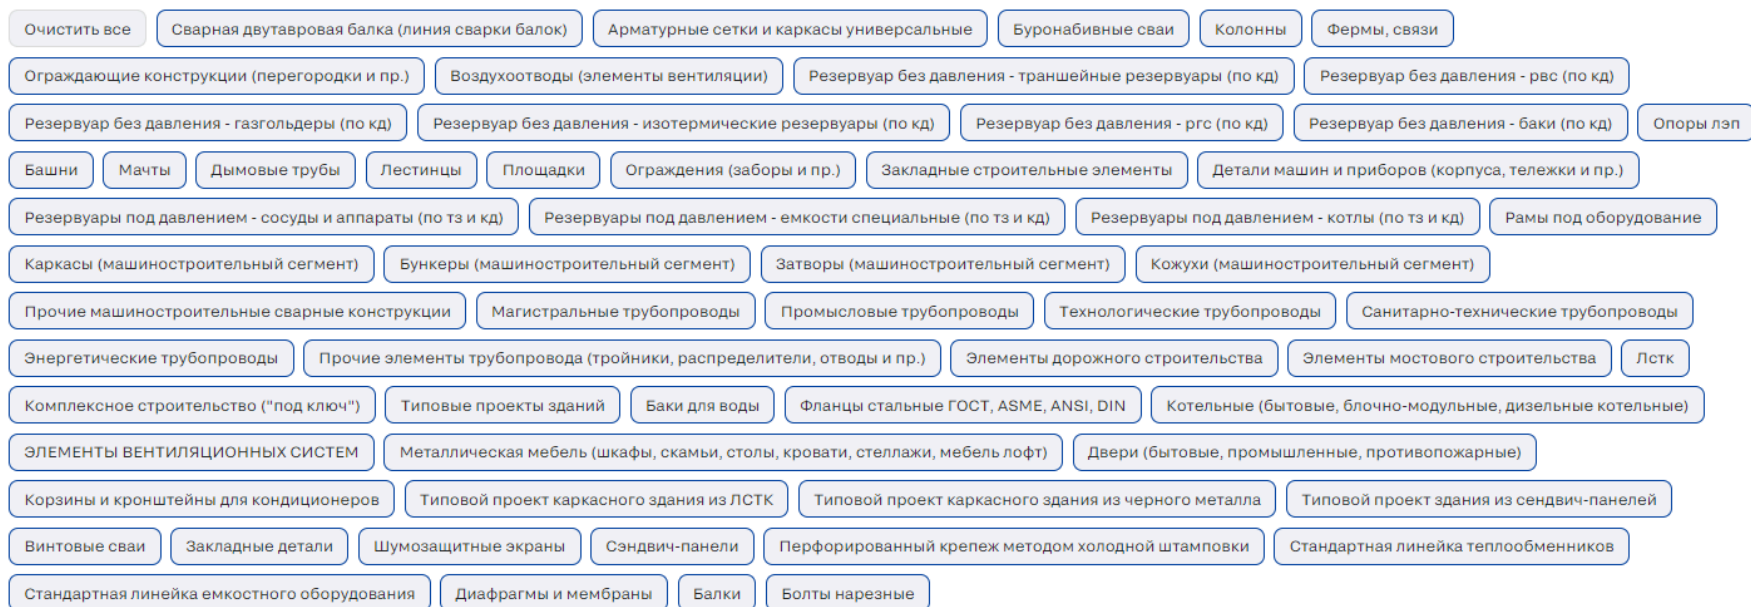 Очистить все Сварная двутавровая балка (линия сварки балок) Арматурные сетки и каркасы универсальные Буронабивные сваи Колонны Фермы, связи
Ограждающие конструкции (перегородки и пр.) Воздухоотводы (элементы вентиляции) Резервуар без давления - траншейные резервуары (по кд) Резервуар без давления - рвс (по кд)
Резервуар без давления - газгольдеры (по кд) Резервуар без давления - изотермические резервуары (по кд) Резервуар без давления - ргс (по кд) Резервуар без давления - баки (по кд) Опоры лэп
Башни Мачты Дымовые трубы Лестинцы Площадки Ограждения (заборы и пр.) Закладные строительные элементы Детали машин и приборов (корпуса, тележки и пр.)
Резервуары под давлением - сосуды и аппараты (по тз и кд) Резервуары под давлением - емкости специальные (по тз и кд) Резервуары под давлением - котлы (по тз и кд) Рамы под оборудование
Каркасы (машиностроительный сегмент) Бункеры (машиностроительный сегмент) Затворы (машиностроительный сегмент) Кожухи (машиностроительный сегмент)
Прочие машиностроительные сварные конструкции Магистральные трубопроводы Промысловые трубопроводы Технологические трубопроводы Санитарно-технические трубопроводы
Энергетические трубопроводы Прочие элементы трубопровода (тройники, распределители, отводы и пр.) Элементы дорожного строительства Элементы мостового строительства Лстк
Комплексное строительство ("под ключ") Типовые проекты зданий Баки для воды Фланцы стальные ГОСТ, ASME, ANSI, DIN Котельные (бытовые, блочно-модульные, дизельные котельные)
ЭЛЕМЕНТЫ ВЕНТИЛЯЦИОННЫХ СИСТЕМ Металлическая мебель (шкафы, скамьи, столы, кровати, стеллажи, мебель лофт) Двери (бытовые, промышленные, противопожарные)
Корзины и кронштейны для кондиционеров Типовой проект каркасного здания из ЛСТК Типовой проект каркасного здания из черного металла Типовой проект здания из сендвич-панелей
Винтовые сваи Закладные детали Шумозащитные экраны Сэндвич-панели Перфорированный крепеж методом холодной штамповки Стандартная линейка теплообменников
Стандартная линейка емкостного оборудования Диафрагмы и мембраны Балки Болты нарезные